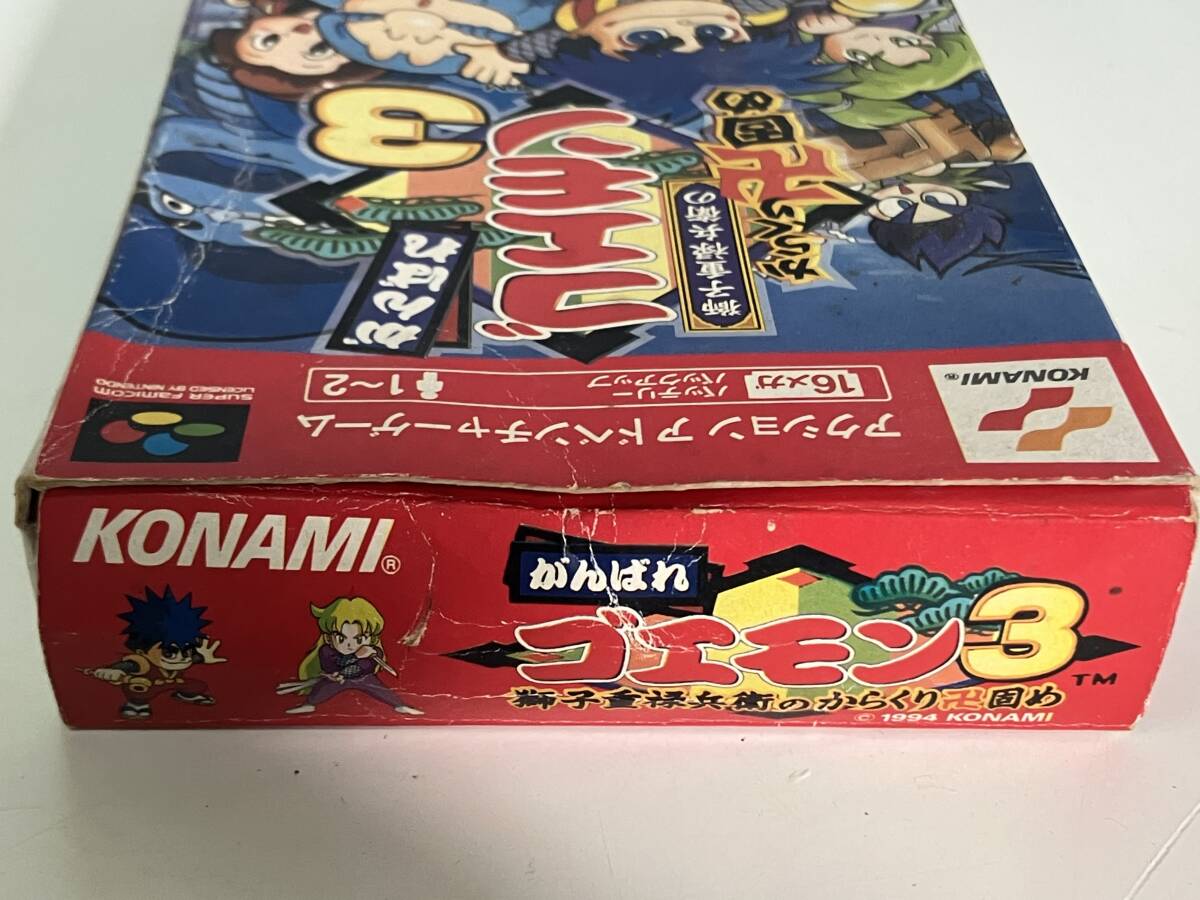 がんばれ
ゴエモン3
獅子重禄兵衛の
からくり卍固め
アクション アドベンチャーゲーム
16メガ
バッテリー
バックアップ
1～2
SUPER FAMICOM
LICENSED BY NINTENDO
KONAMI®
KONAMI®
がんばれ
ゴエモン3™
獅子重禄兵衛のからくり卍固め
© 1994 KONAMI